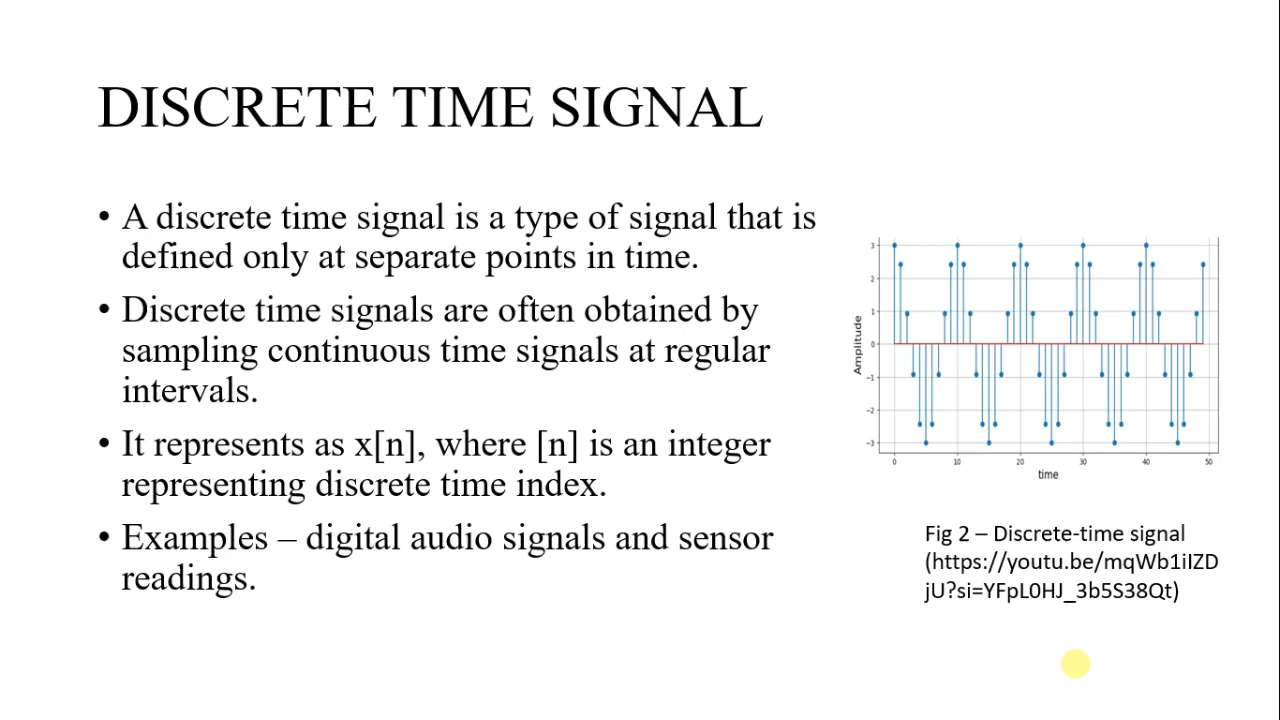 DISCRETE TIME SIGNAL
• A discrete time signal is a type of signal that is
defined only at separate points in time.
• Discrete time signals are often obtained by
sampling continuous time signals at regular
intervals.
• It represents as x[n], where [n] is an integer
representing discrete time index.
• Examples – digital audio signals and sensor
readings.
Amplitude
3
2
1
0
−1
−2
−3
0 10 20 30 40 50
time
Fig 2 – Discrete-time signal
(https://youtu.be/mqWb1iIZD
jU?si=YFpL0HJ_3b5S38Qt)